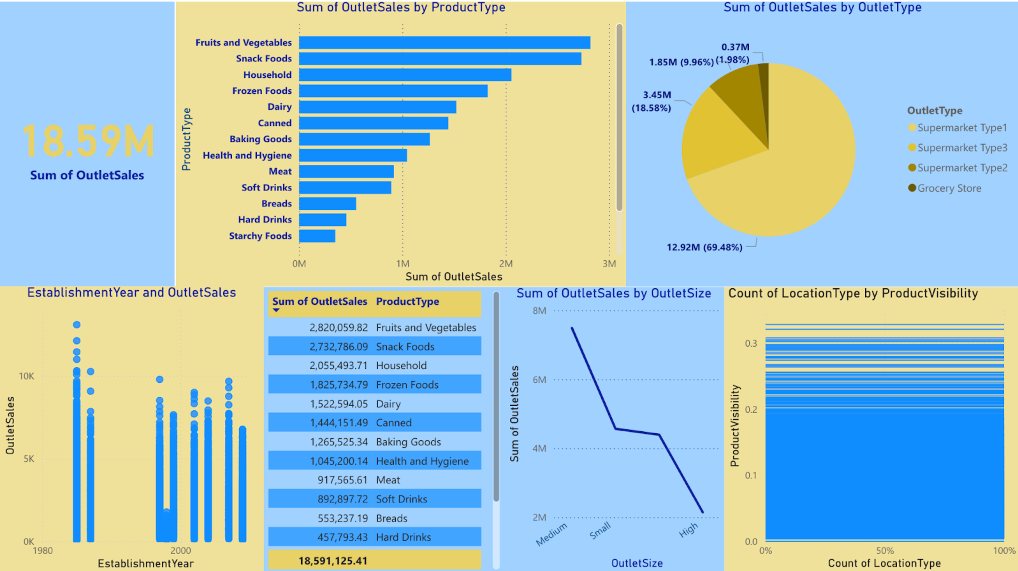 18.59M
Sum of OutletSales
Sum of OutletSales by ProductType
ProductType
Fruits and Vegetables
Snack Foods
Household
Frozen Foods
Dairy
Canned
Baking Goods
Health and Hygiene
Meat
Soft Drinks
Breads
Hard Drinks
Starchy Foods
0M 1M 2M 3M
Sum of OutletSales
Sum of OutletSales by OutletType
0.37M
(1.98%)
1.85M (9.96%)
3.45M
(18.58%)
12.92M (69.48%)
OutletType
Supermarket Type1
Supermarket Type3
Supermarket Type2
Grocery Store
EstablishmentYear and OutletSales
OutletSales
10K
5K
0K
1980 2000
EstablishmentYear
Sum of OutletSales ProductType
2,820,059.82 Fruits and Vegetables
2,732,786.09 Snack Foods
2,055,493.71 Household
1,825,734.79 Frozen Foods
1,522,594.05 Dairy
1,444,151.49 Canned
1,265,525.34 Baking Goods
1,045,200.14 Health and Hygiene
917,565.61 Meat
892,897.72 Soft Drinks
553,237.19 Breads
457,793.43 Hard Drinks
18,591,125.41
Sum of OutletSales by OutletSize
Sum of OutletSales
8M
6M
4M
2M
Medium Small High
OutletSize
Count of LocationType by ProductVisibility
ProductVisibility
0.3
0.2
0.1
0.0
0% 50% 100%
Count of LocationType